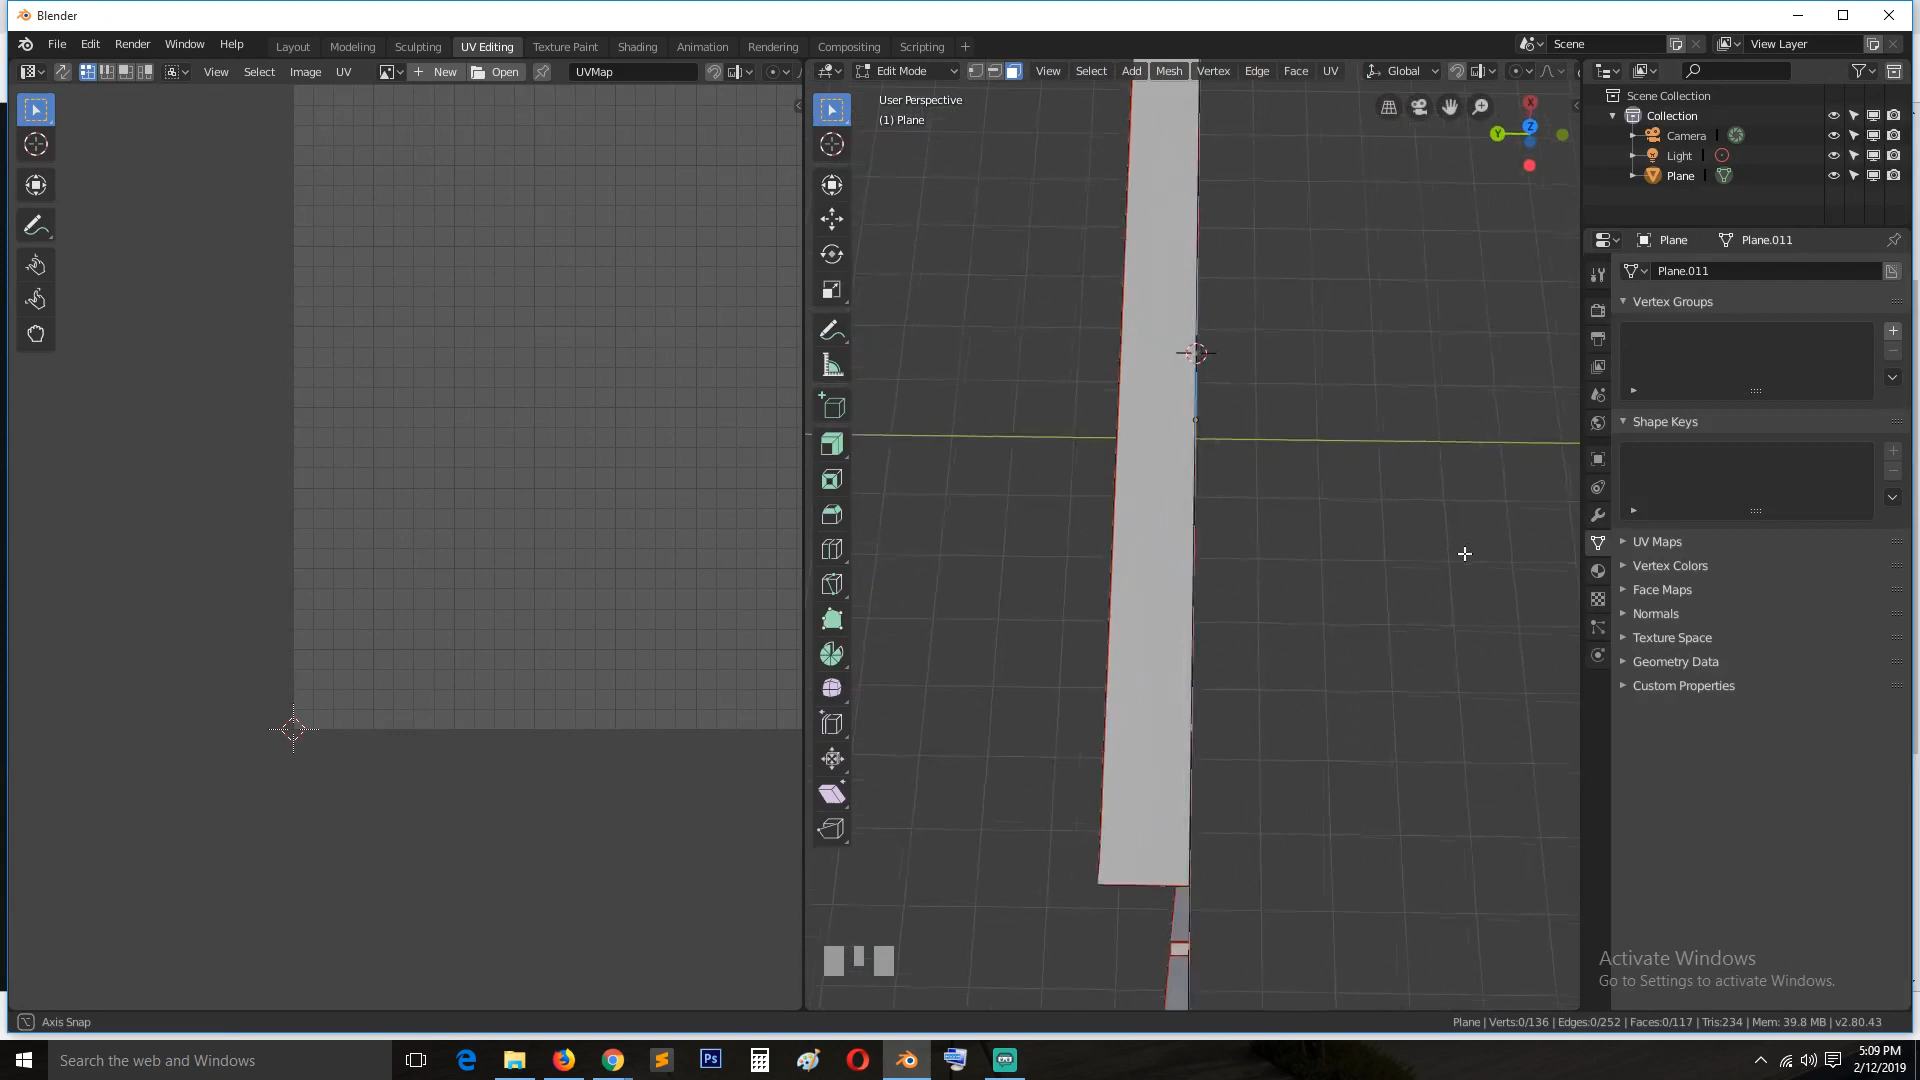 Blender
File Edit Render Window Help
Layout Modeling Sculpting UV Editing Texture Paint Shading Animation Rendering Compositing Scripting +
Scene
View Layer
View Select Image UV
New Open
UVMap
Edit Mode View Select Add Mesh Vertex Edge Face UV
Global
User Perspective
(1) Plane
X
Y
Z
Scene Collection
Collection
Camera
Light
Plane
Plane Plane.011
Plane.011
Vertex Groups
Shape Keys
UV Maps
Vertex Colors
Face Maps
Normals
Texture Space
Geometry Data
Custom Properties
Activate Windows
Go to Settings to activate Windows.
Axis Snap
Plane | Verts:0/136 | Edges:0/252 | Faces:0/117 | Tris:234 | Mem: 39.8 MB | v2.80.43
Search the web and Windows
Ps
5:09 PM
2/12/2019